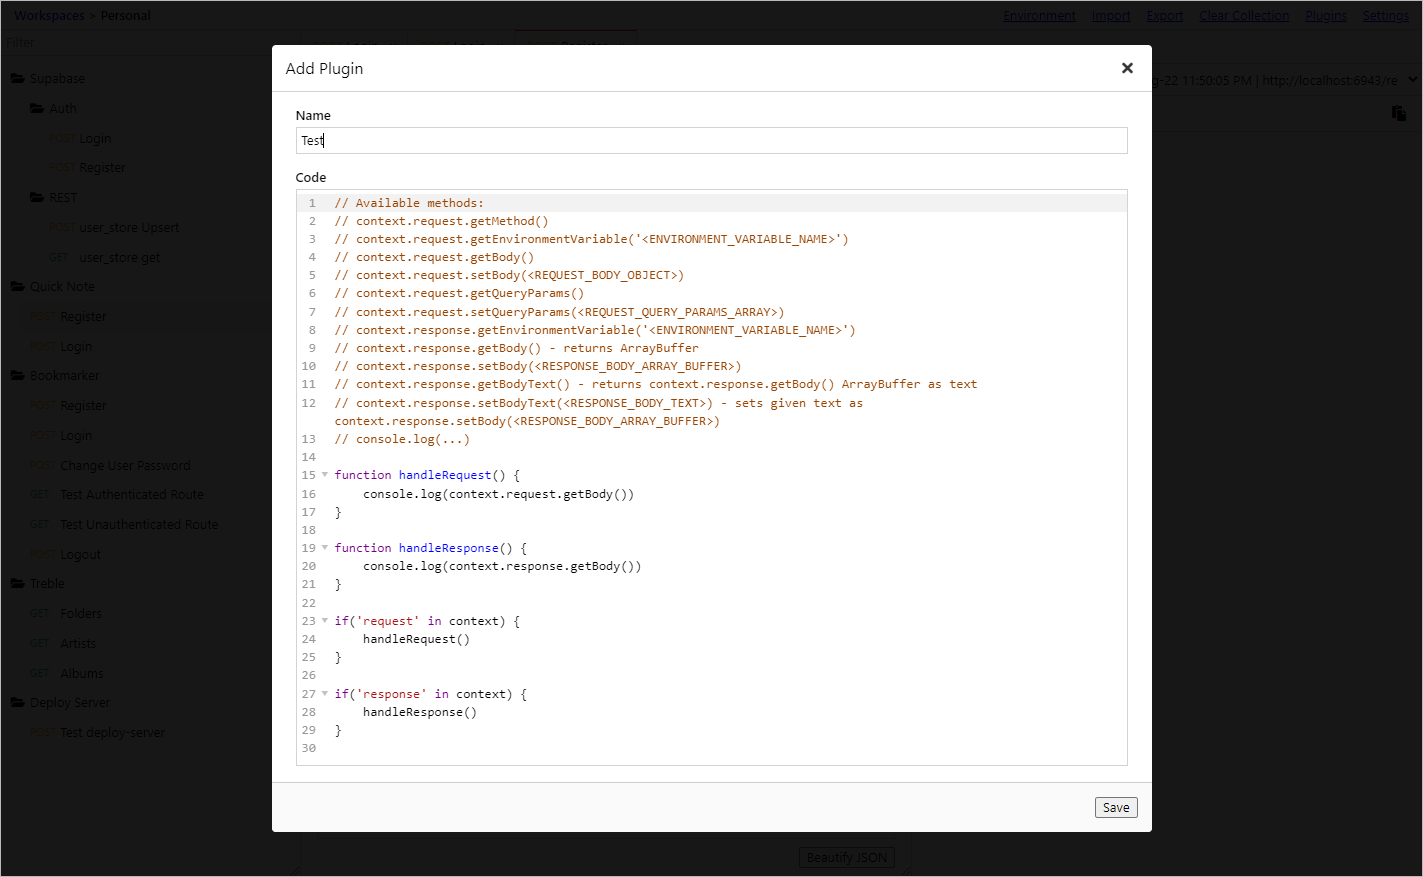 Workspaces > Personal
Environment Import Export Clear Collection Plugins Settings
Filter
Supabase
Auth
POST Login
POST Register
REST
POST user_store Upsert
GET user_store get
Quick Note
POST Register
POST Login
Bookmarker
POST Register
POST Login
POST Change User Password
GET Test Authenticated Route
GET Test Unauthenticated Route
POST Logout
Treble
GET Folders
GET Artists
GET Albums
Deploy Server
POST Test deploy-server
g-22 11:50:05 PM | http://localhost:6943/re
Add Plugin
Name
Test
Code
1 // Available methods:
2 // context.request.getMethod()
3 // context.request.getEnvironmentVariable('<ENVIRONMENT_VARIABLE_NAME>')
4 // context.request.getBody()
5 // context.request.setBody(<REQUEST_BODY_OBJECT>)
6 // context.request.getQueryParams()
7 // context.request.setQueryParams(<REQUEST_QUERY_PARAMS_ARRAY>)
8 // context.response.getEnvironmentVariable('<ENVIRONMENT_VARIABLE_NAME>')
9 // context.response.getBody() - returns ArrayBuffer
10 // context.response.setBody(<RESPONSE_BODY_ARRAY_BUFFER>)
11 // context.response.getBodyText() - returns context.response.getBody() ArrayBuffer as text
12 // context.response.setBodyText(<RESPONSE_BODY_TEXT>) - sets given text as
context.response.setBody(<RESPONSE_BODY_ARRAY_BUFFER>)
13 // console.log(...)
14
15 function handleRequest() {
16     console.log(context.request.getBody())
17 }
18
19 function handleResponse() {
20     console.log(context.response.getBody())
21 }
22
23 if('request' in context) {
24     handleRequest()
25 }
26
27 if('response' in context) {
28     handleResponse()
29 }
30
Save
Beautify JSON